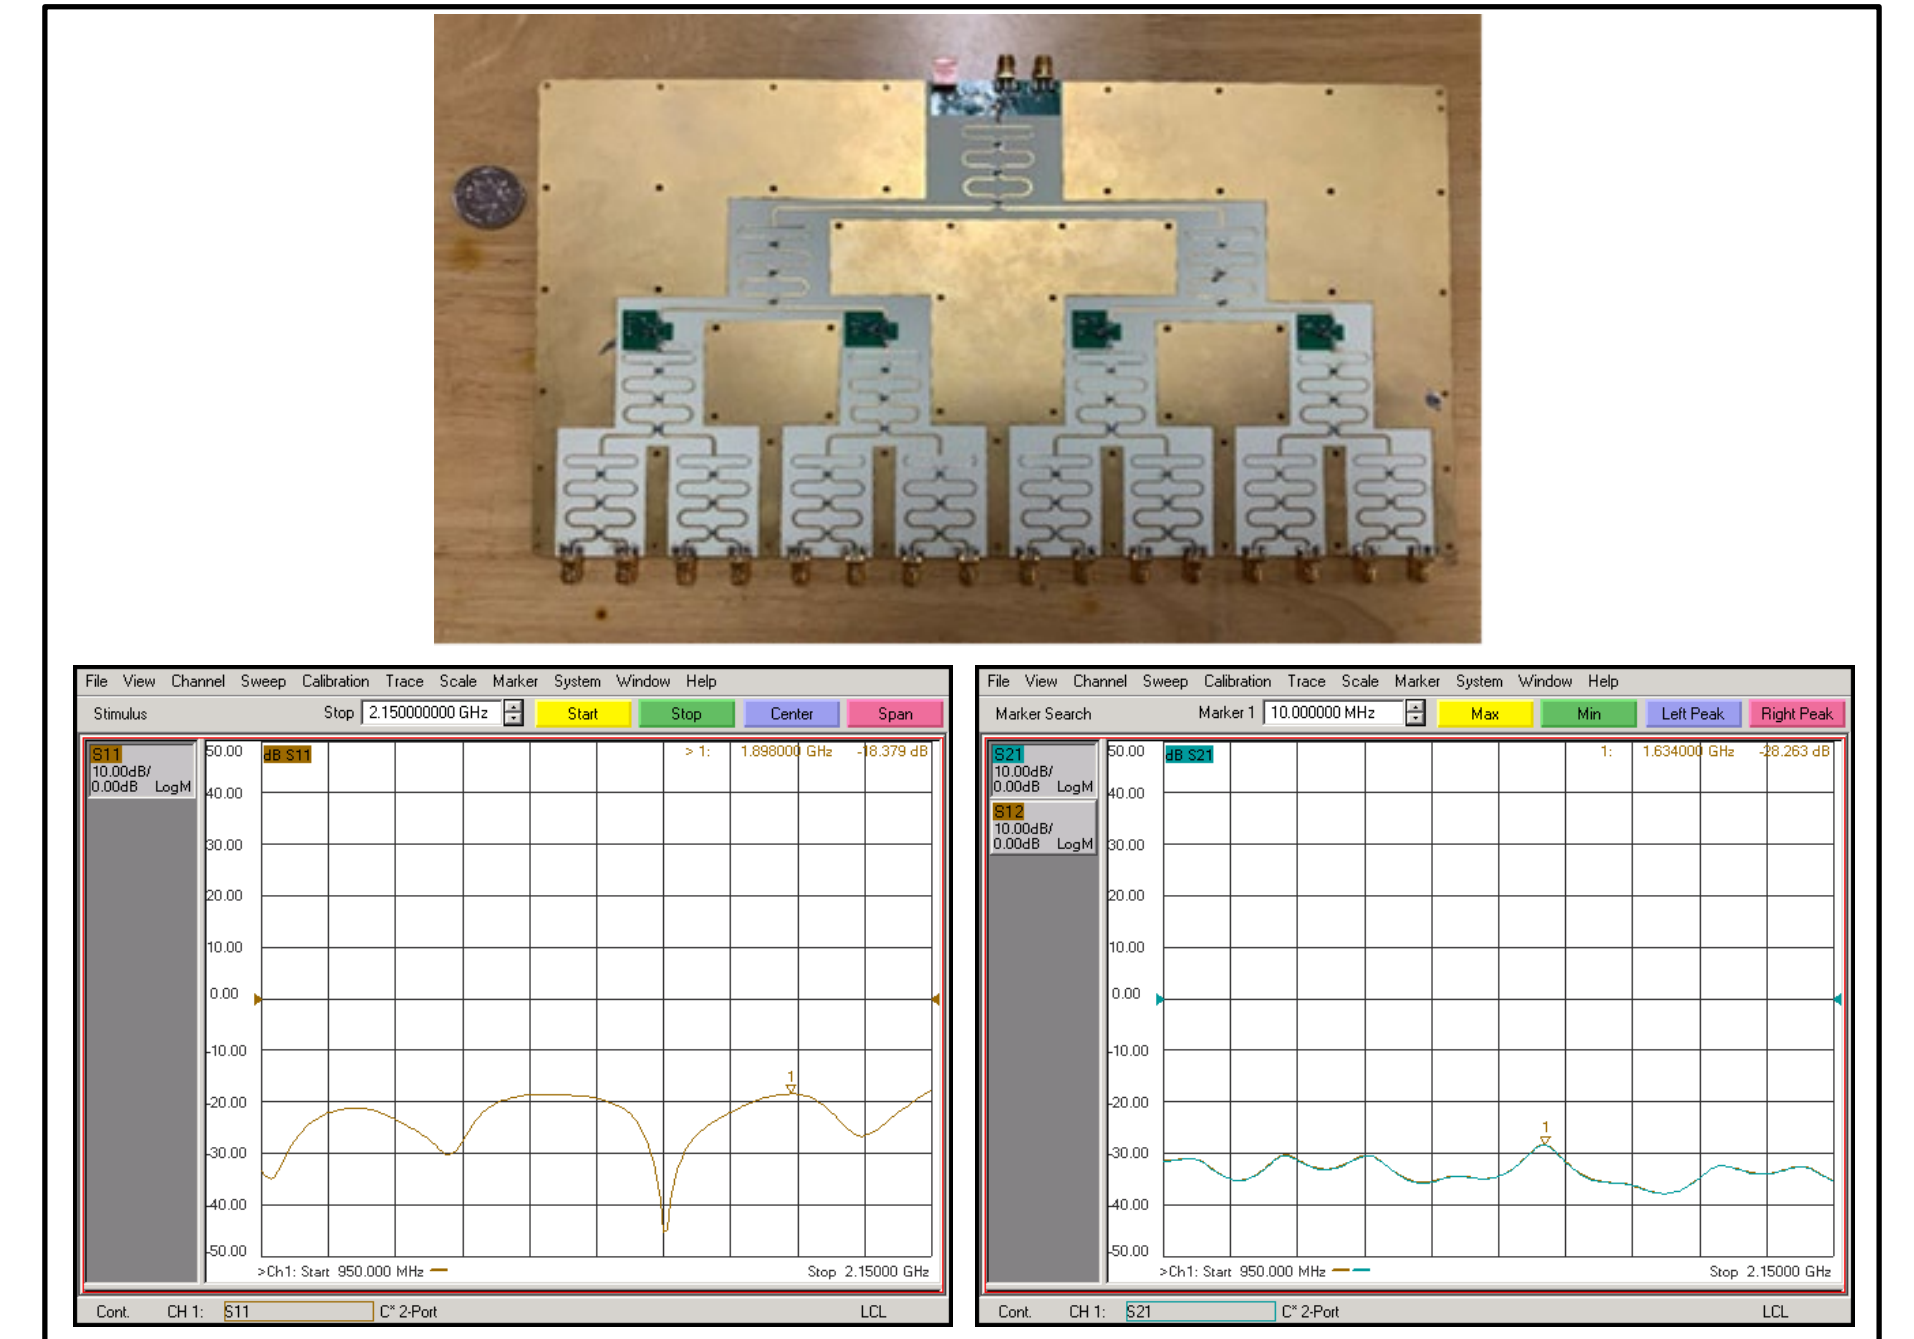 File View Channel Sweep Calibration Trace Scale Marker System Window Help
Stimulus Stop 2.150000000 GHz Start Stop Center Span
S11
10.00dB/
0.00dB LogM
50.00 dB S11 > 1: 1.898000 GHz -18.379 dB
40.00
30.00
20.00
10.00
0.00
-10.00
1
-20.00
-30.00
-40.00
-50.00
>Ch1: Start 950.000 MHz Stop 2.15000 GHz
Cont. CH 1: S11 C* 2-Port LCL
File View Channel Sweep Calibration Trace Scale Marker System Window Help
Marker Search Marker 1 10.000000 MHz Max Min Left Peak Right Peak
S21
10.00dB/
0.00dB LogM
S12
10.00dB/
0.00dB LogM
50.00 dB S21 1: 1.634000 GHz -28.263 dB
40.00
30.00
20.00
10.00
0.00
-10.00
-20.00
1
-30.00
-40.00
-50.00
>Ch1: Start 950.000 MHz Stop 2.15000 GHz
Cont. CH 1: S21 C* 2-Port LCL